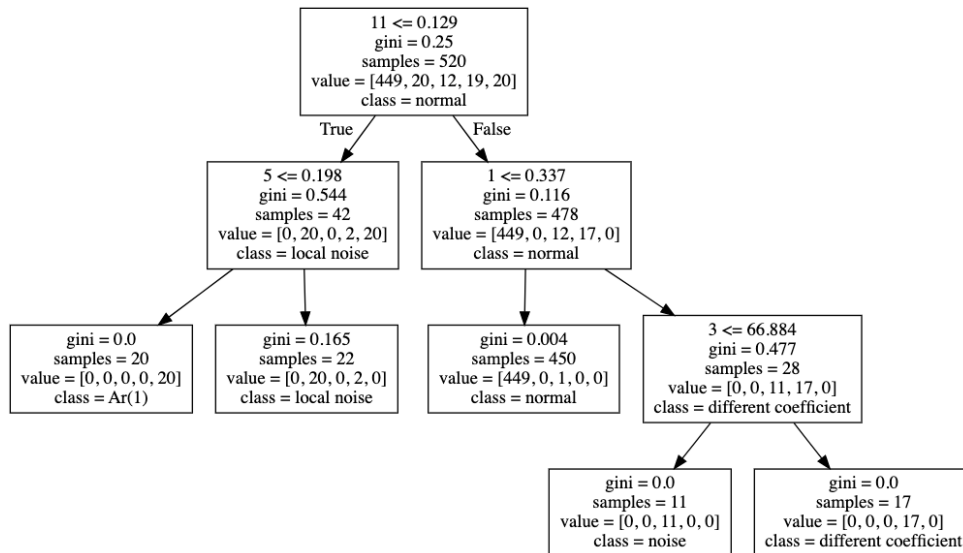 11 <= 0.129
gini = 0.25
samples = 520
value = [449, 20, 12, 19, 20]
class = normal
True
False
5 <= 0.198
gini = 0.544
samples = 42
value = [0, 20, 0, 2, 20]
class = local noise
1 <= 0.337
gini = 0.116
samples = 478
value = [449, 0, 12, 17, 0]
class = normal
gini = 0.0
samples = 20
value = [0, 0, 0, 0, 20]
class = Ar(1)
gini = 0.165
samples = 22
value = [0, 20, 0, 2, 0]
class = local noise
gini = 0.004
samples = 450
value = [449, 0, 1, 0, 0]
class = normal
3 <= 66.884
gini = 0.477
samples = 28
value = [0, 0, 11, 17, 0]
class = different coefficient
gini = 0.0
samples = 11
value = [0, 0, 11, 0, 0]
class = noise
gini = 0.0
samples = 17
value = [0, 0, 0, 17, 0]
class = different coefficient